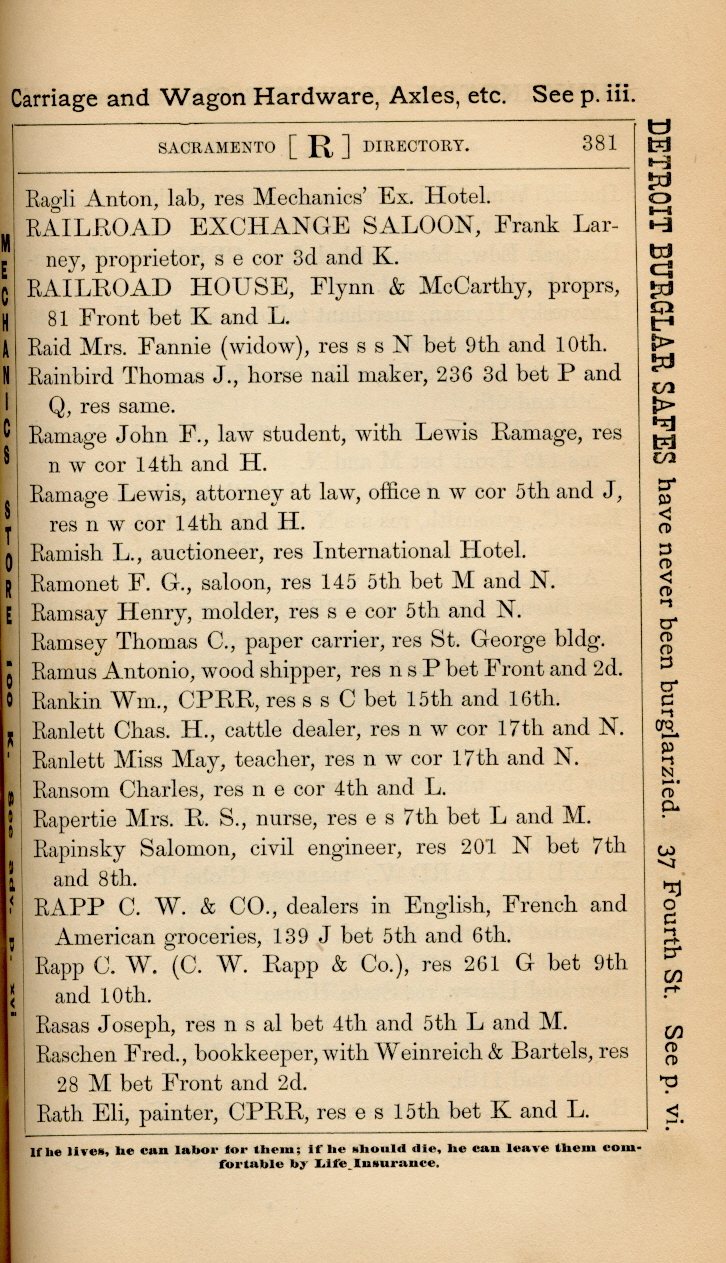 Carriage and Wagon Hardware, Axles, etc. See p. iii.
SACRAMENTO [ R ] DIRECTORY. 381
Ragli Anton, lab, res Mechanics' Ex. Hotel.
RAILROAD EXCHANGE SALOON, Frank Lar-
ney, proprietor, s e cor 3d and K.
RAILROAD HOUSE, Flynn & McCarthy, proprs,
81 Front bet K and L.
Raid Mrs. Fannie (widow), res s s N bet 9th and 10th.
Rainbird Thomas J., horse nail maker, 236 3d bet P and
Q, res same.
Ramage John F., law student, with Lewis Ramage, res
n w cor 14th and H.
Ramage Lewis, attorney at law, office n w cor 5th and J,
res n w cor 14th and H.
Ramish L., auctioneer, res International Hotel.
Ramonet F. G., saloon, res 145 5th bet M and N.
Ramsay Henry, molder, res s e cor 5th and N.
Ramsey Thomas C., paper carrier, res St. George bldg.
Ramus Antonio, wood shipper, res n s P bet Front and 2d.
Rankin Wm., CPRR, res s s C bet 15th and 16th.
Ranlett Chas. H., cattle dealer, res n w cor 17th and N.
Ranlett Miss May, teacher, res n w cor 17th and N.
Ransom Charles, res n e cor 4th and L.
Rapertie Mrs. R. S., nurse, res e s 7th bet L and M.
Rapinsky Salomon, civil engineer, res 201 N bet 7th
and 8th.
RAPP C. W. & CO., dealers in English, French and
American groceries, 139 J bet 5th and 6th.
Rapp C. W. (C. W. Rapp & Co.), res 261 G bet 9th
and 10th.
Rasas Joseph, res n s al bet 4th and 5th L and M.
Raschen Fred., bookkeeper, with Weinreich & Bartels, res
28 M bet Front and 2d.
Rath Eli, painter, CPRR, res e s 15th bet K and L.
If he lives, he can labor for them; if he should die, he can leave them com-
fortable by Life Insurance.
DETROIT BURGLAR SAFES have never been burglarzied. 37 Fourth St. See p. vi.
MECHANICS STORE 100 K.